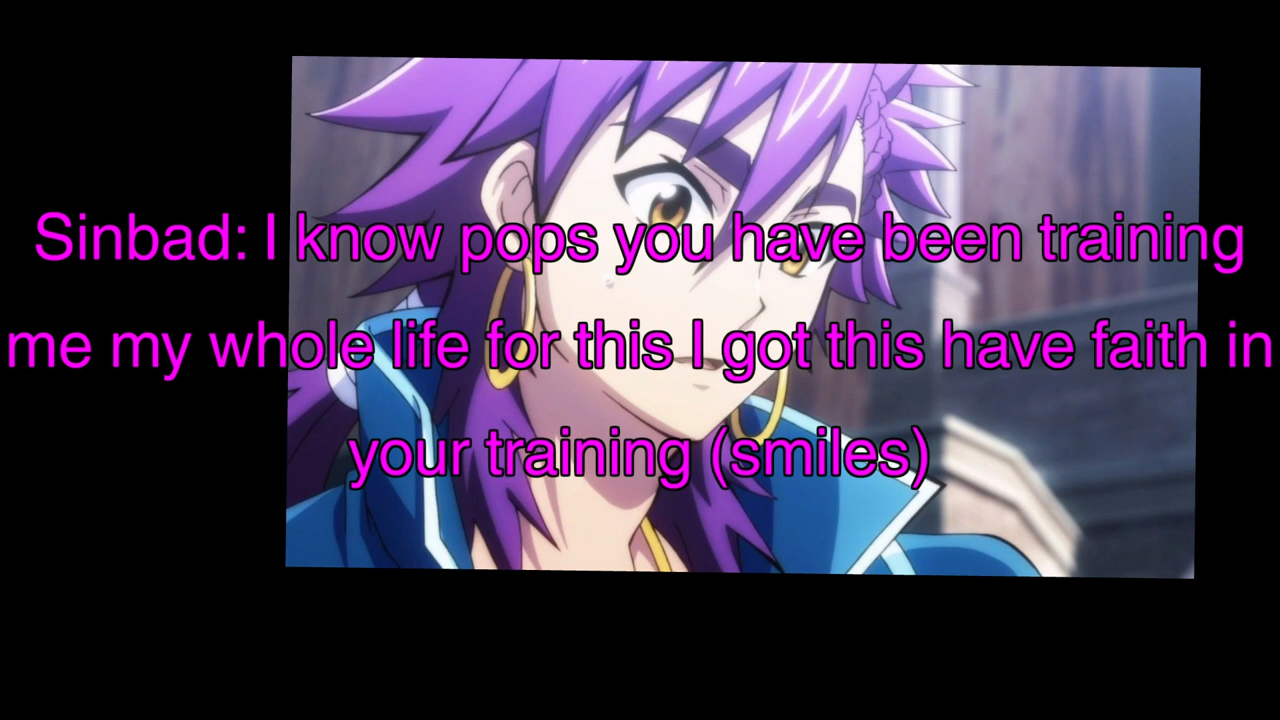 Sinbad: I know pops you have been training
me my whole life for this I got this have faith in
your training (smiles)